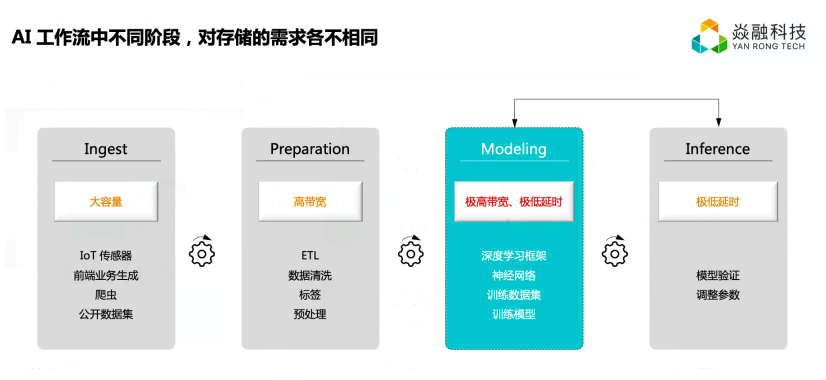 AI 工作流中不同阶段，对存储的需求各不相同
焱融科技
YAN RONG TECH
Ingest
大容量
IoT 传感器
前端业务生成
爬虫
公开数据集
Preparation
高带宽
ETL
数据清洗
标签
预处理
Modeling
极高带宽、极低延时
深度学习框架
神经网络
训练数据集
训练模型
Inference
极低延时
模型验证
调整参数